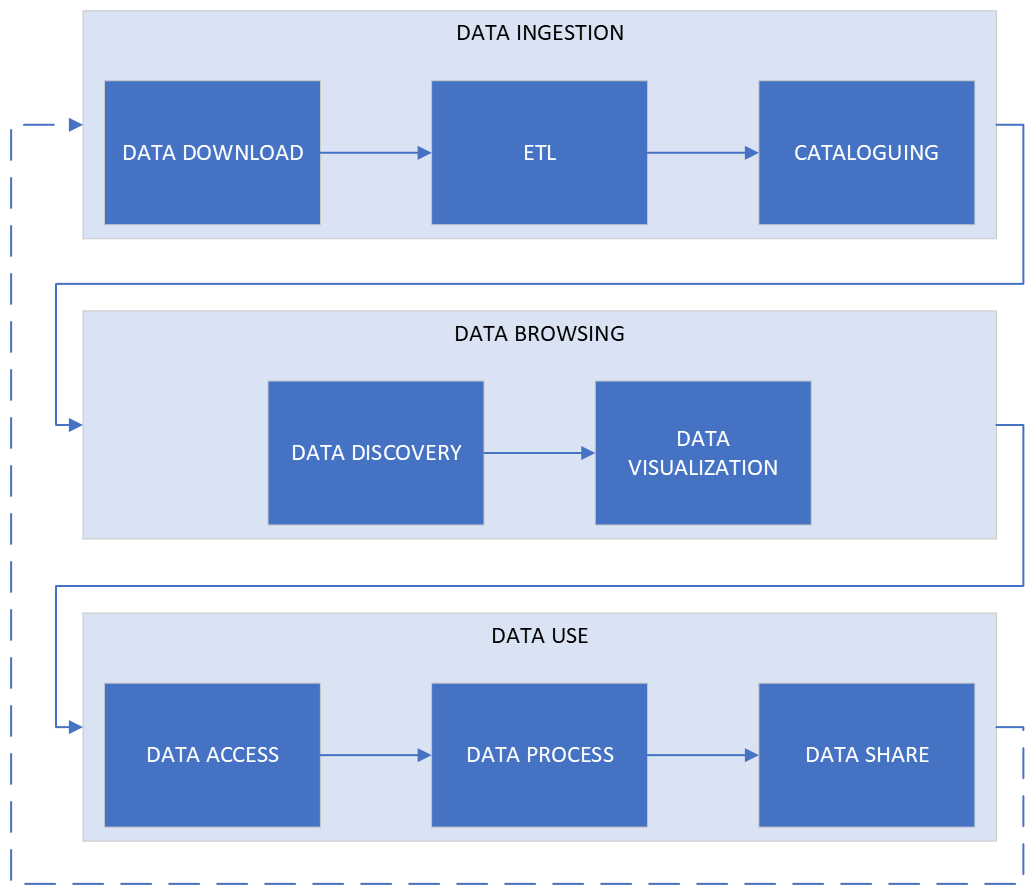 DATA INGESTION
DATA DOWNLOAD
ETL
CATALOGUING
DATA BROWSING
DATA DISCOVERY
DATA
VISUALIZATION
DATA USE
DATA ACCESS
DATA PROCESS
DATA SHARE